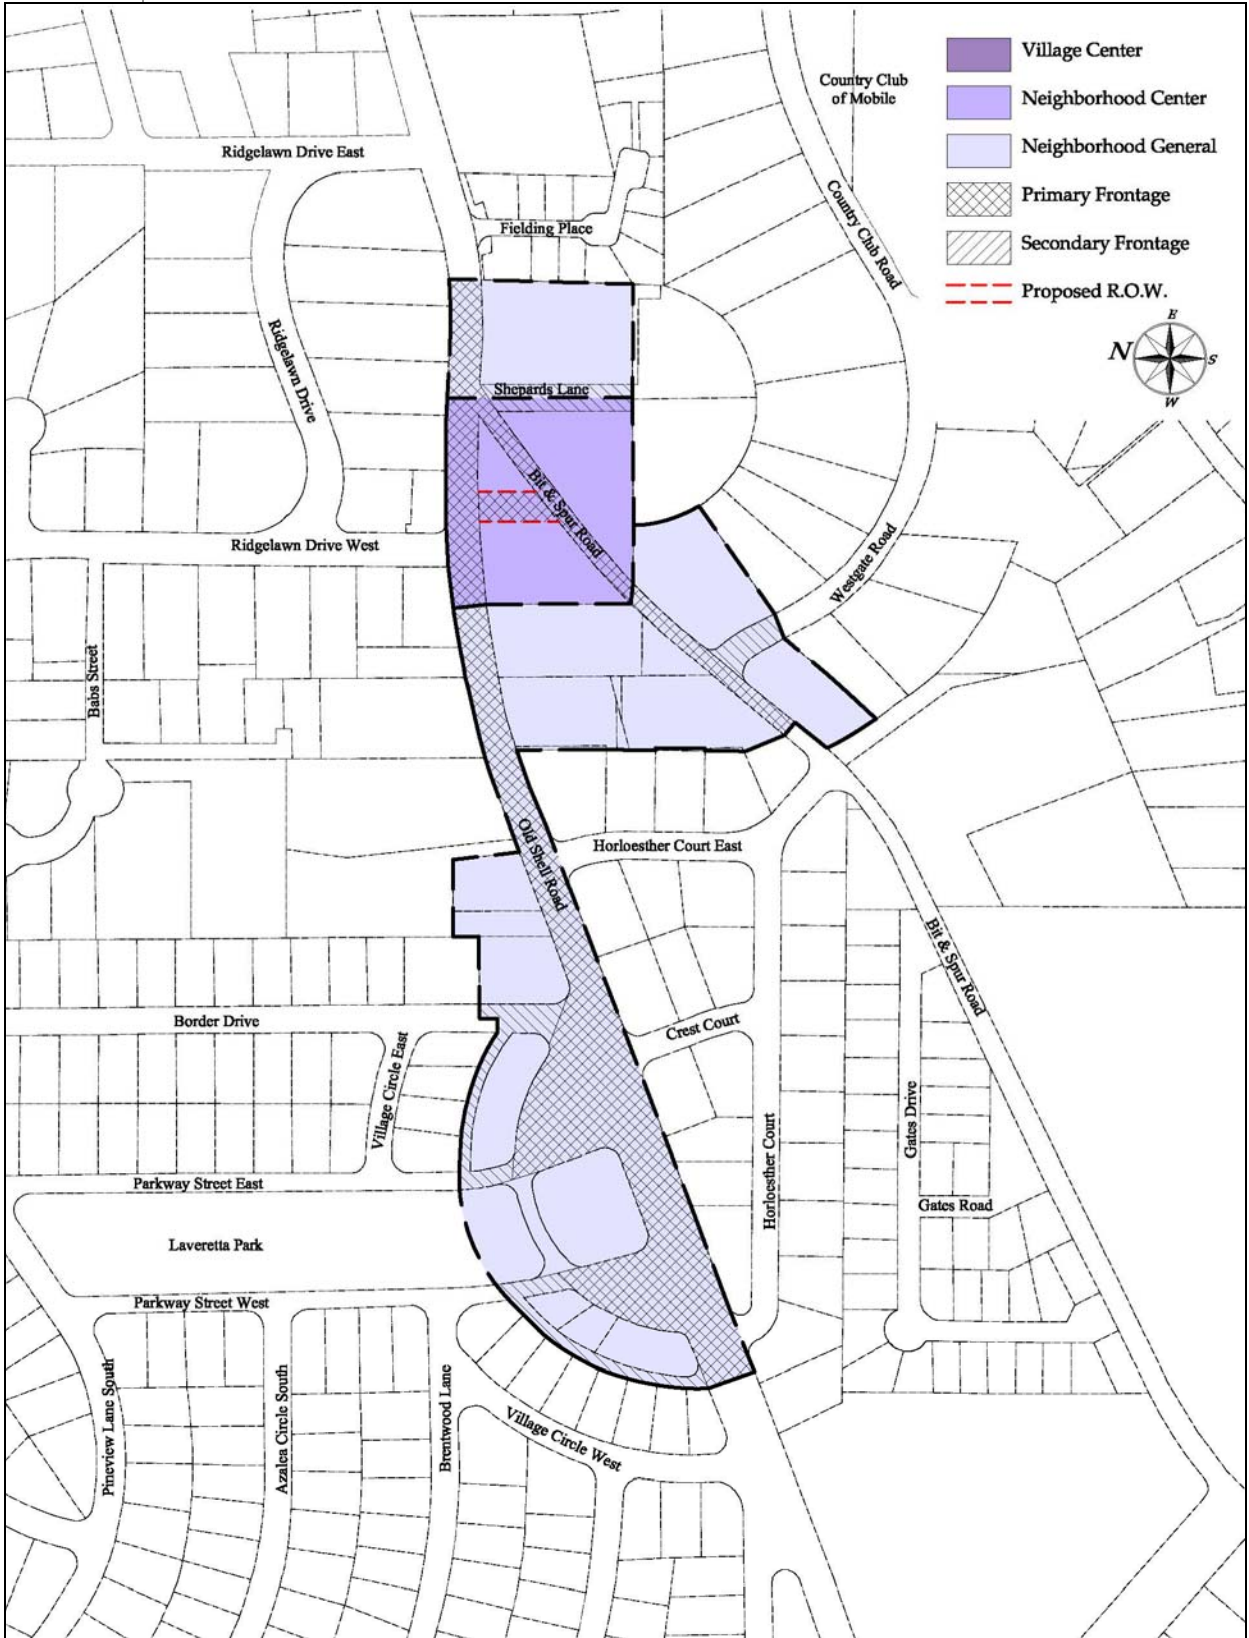 Village Center
Country Club
of Mobile
Neighborhood Center
Neighborhood General
Ridgelawn Drive East
Primary Frontage
Fielding Place
Country Club Road
Secondary Frontage
Proposed R.O.W.
E
N
S
W
Ridgelawn Drive
Shepards Lane
Bit & Spur Road
Ridgelawn Drive West
Westgate Road
Babs Street
Old Shell Road
Horloesther Court East
Bit & Spur Road
Border Drive
Crest Court
Village Circle East
Gates Drive
Horloesther Court
Parkway Street East
Gates Road
Laveretta Park
Parkway Street West
Pineview Lane South
Azalea Circle South
Brentwood Lane
Village Circle West